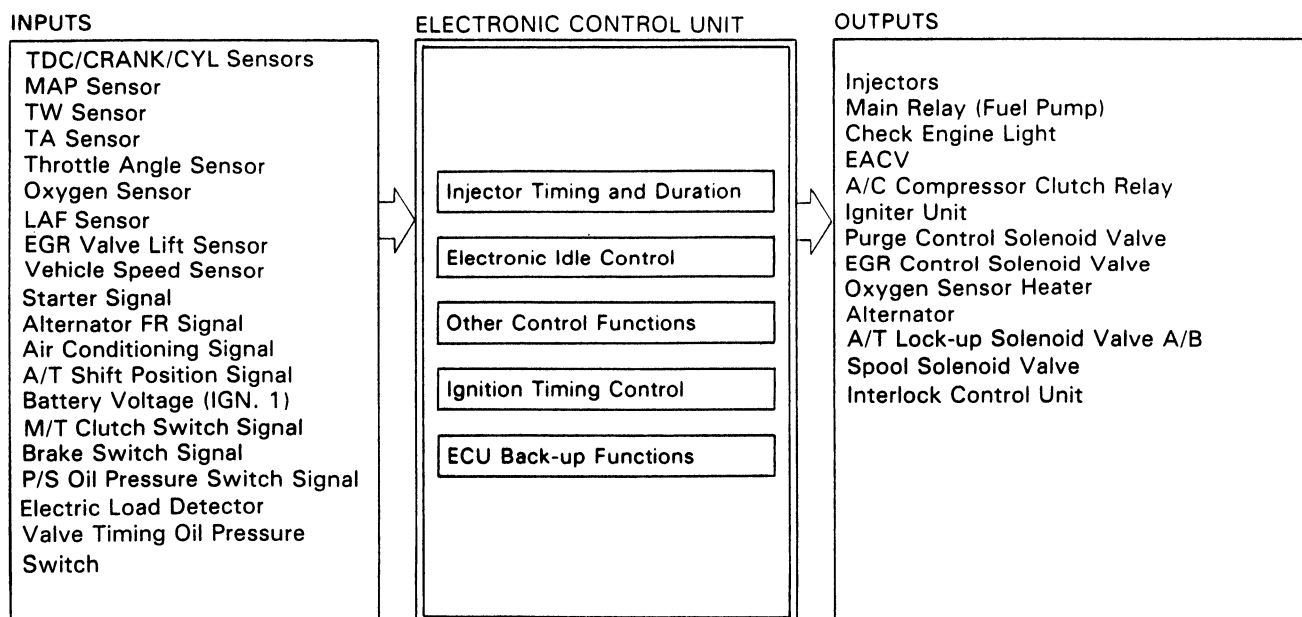 INPUTS
TDC/CRANK/CYL Sensors
MAP Sensor
TW Sensor
TA Sensor
Throttle Angle Sensor
Oxygen Sensor
LAF Sensor
EGR Valve Lift Sensor
Vehicle Speed Sensor
Starter Signal
Alternator FR Signal
Air Conditioning Signal
A/T Shift Position Signal
Battery Voltage (IGN. 1)
M/T Clutch Switch Signal
Brake Switch Signal
P/S Oil Pressure Switch Signal
Electric Load Detector
Valve Timing Oil Pressure
Switch
ELECTRONIC CONTROL UNIT
Injector Timing and Duration
Electronic Idle Control
Other Control Functions
Ignition Timing Control
ECU Back-up Functions
OUTPUTS
Injectors
Main Relay (Fuel Pump)
Check Engine Light
EACV
A/C Compressor Clutch Relay
Igniter Unit
Purge Control Solenoid Valve
EGR Control Solenoid Valve
Oxygen Sensor Heater
Alternator
A/T Lock-up Solenoid Valve A/B
Spool Solenoid Valve
Interlock Control Unit